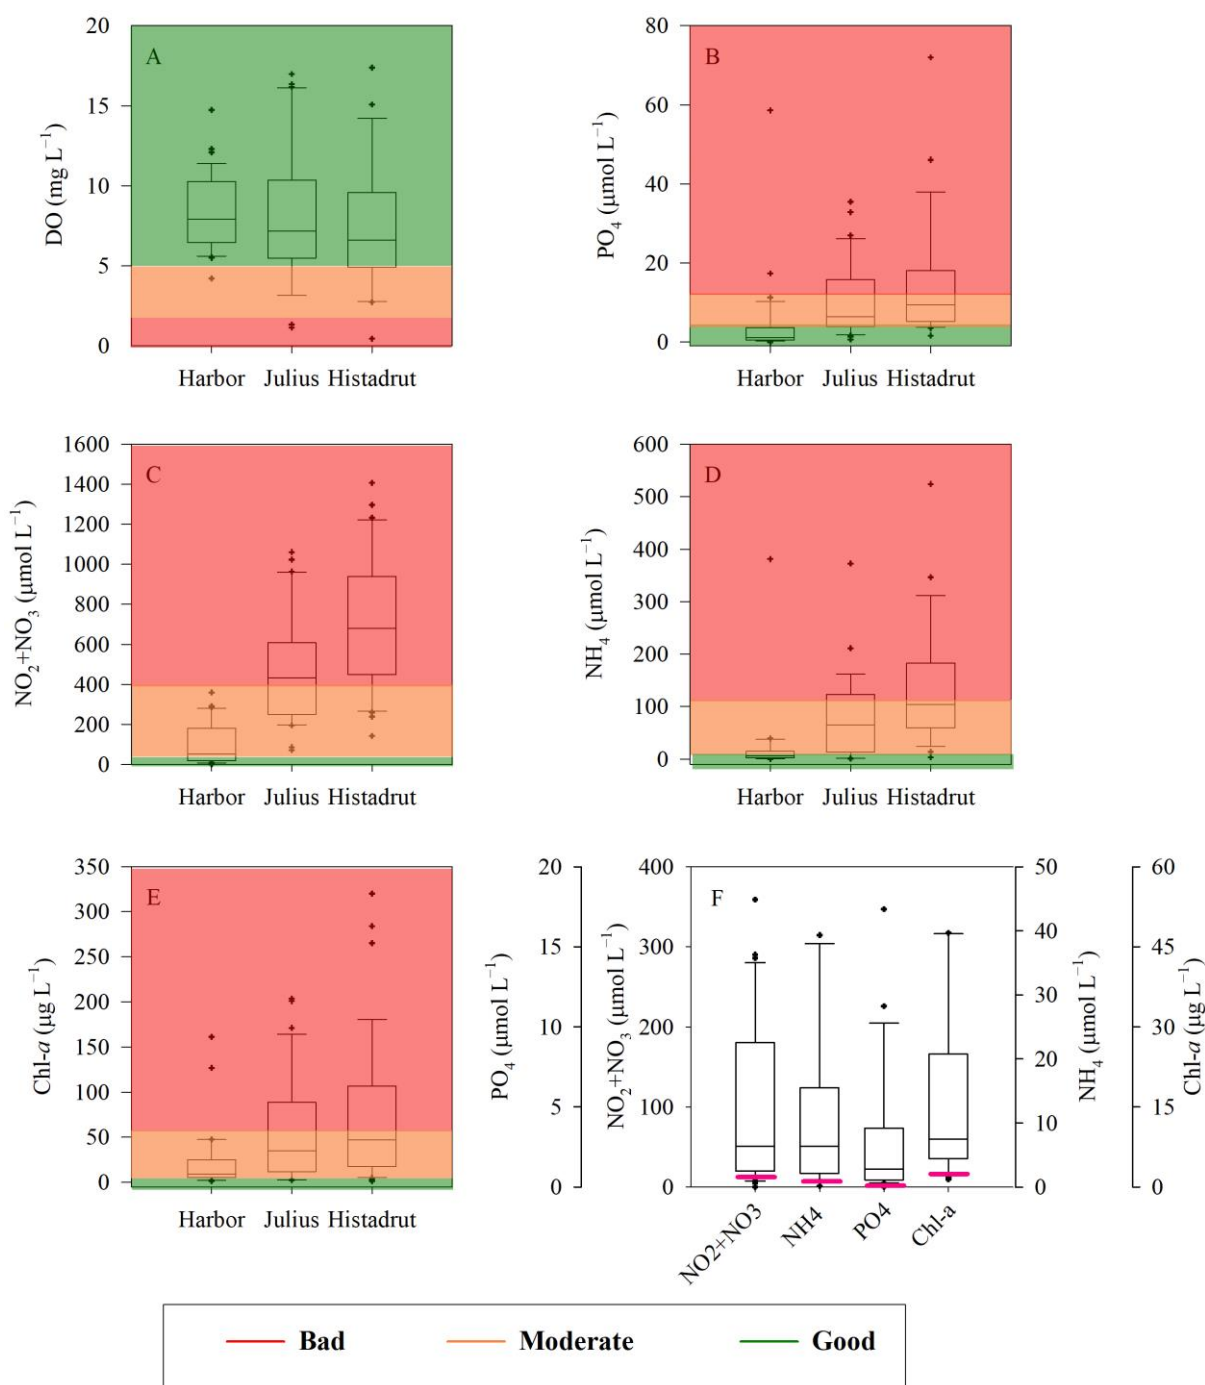 A
DO (mg L⁻¹)
20
15
10
5
0
Harbor Julius Histadrut
B
PO₄ (µmol L⁻¹)
80
60
40
20
0
Harbor Julius Histadrut
C
NO₂+NO₃ (µmol L⁻¹)
1600
1400
1200
1000
800
600
400
200
0
Harbor Julius Histadrut
D
NH₄ (µmol L⁻¹)
600
500
400
300
200
100
0
Harbor Julius Histadrut
E
Chl-a (µg L⁻¹)
350
300
250
200
150
100
50
0
Harbor Julius Histadrut
F
PO₄ (µmol L⁻¹)
20
15
10
5
0
NO₂+NO₃ (µmol L⁻¹)
400
300
200
100
0
NH₄ (µmol L⁻¹)
50
40
30
20
10
0
Chl-a (µg L⁻¹)
60
45
30
15
0
NO2+NO3
NH4
PO4
Chl-a
Bad Moderate Good